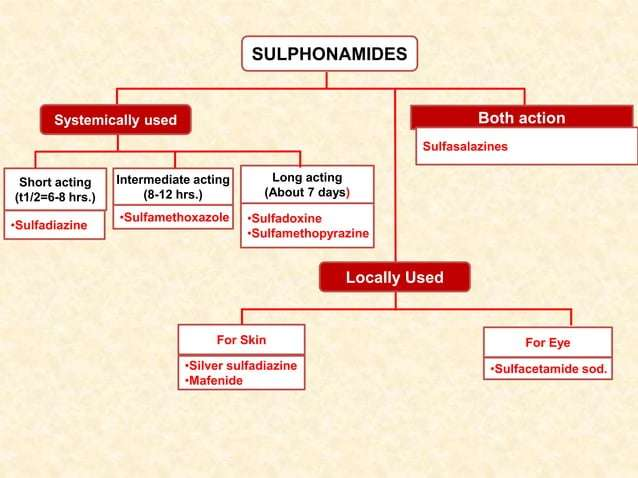 SULPHONAMIDES
Systemically used
Both action
Sulfasalazines
Short acting
(t1/2=6-8 hrs.)
•Sulfadiazine
Intermediate acting
(8-12 hrs.)
•Sulfamethoxazole
Long acting
(About 7 days)
•Sulfadoxine
•Sulfamethopyrazine
Locally Used
For Skin
•Silver sulfadiazine
•Mafenide
For Eye
•Sulfacetamide sod.